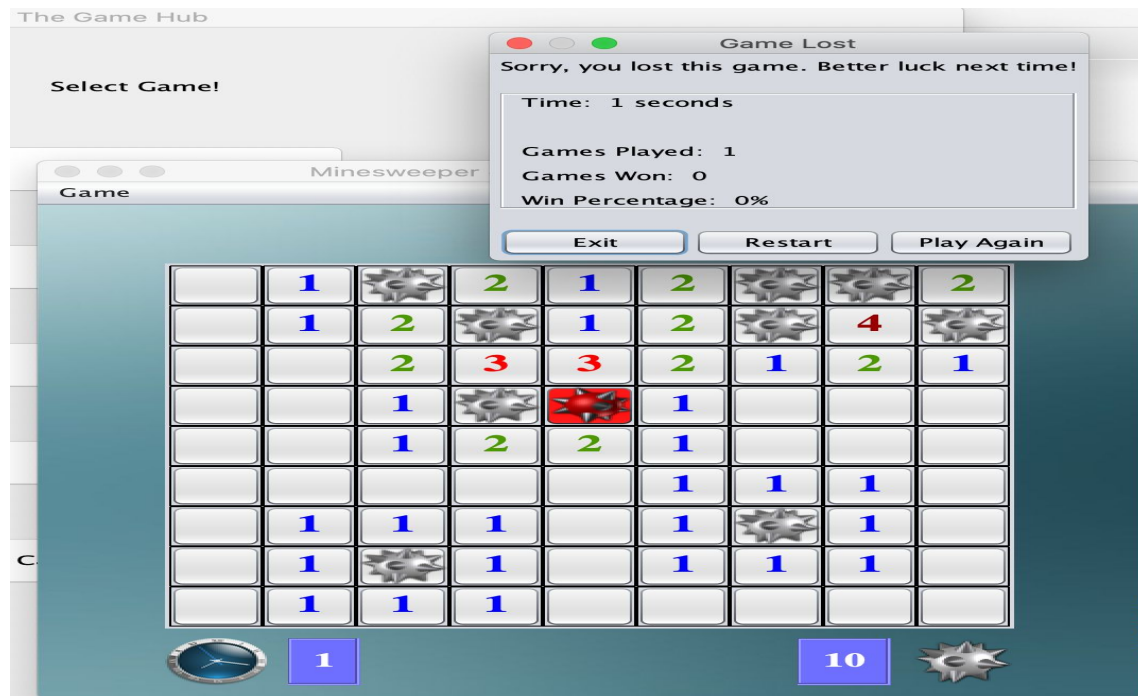 The Game Hub
Game Lost
Sorry, you lost this game. Better luck next time!
Select Game!
Time: 1 seconds
Games Played: 1
Minesweeper
Games Won: 0
Game
Win Percentage: 0%
Exit Restart Play Again
1 2 1 2 2
1 2 1 2 4
2 3 3 2 1 2 1
1 1
1 2 2 1
1 1 1
1 1 1 1 1
1 1 1 1 1
1 1 1
1 10